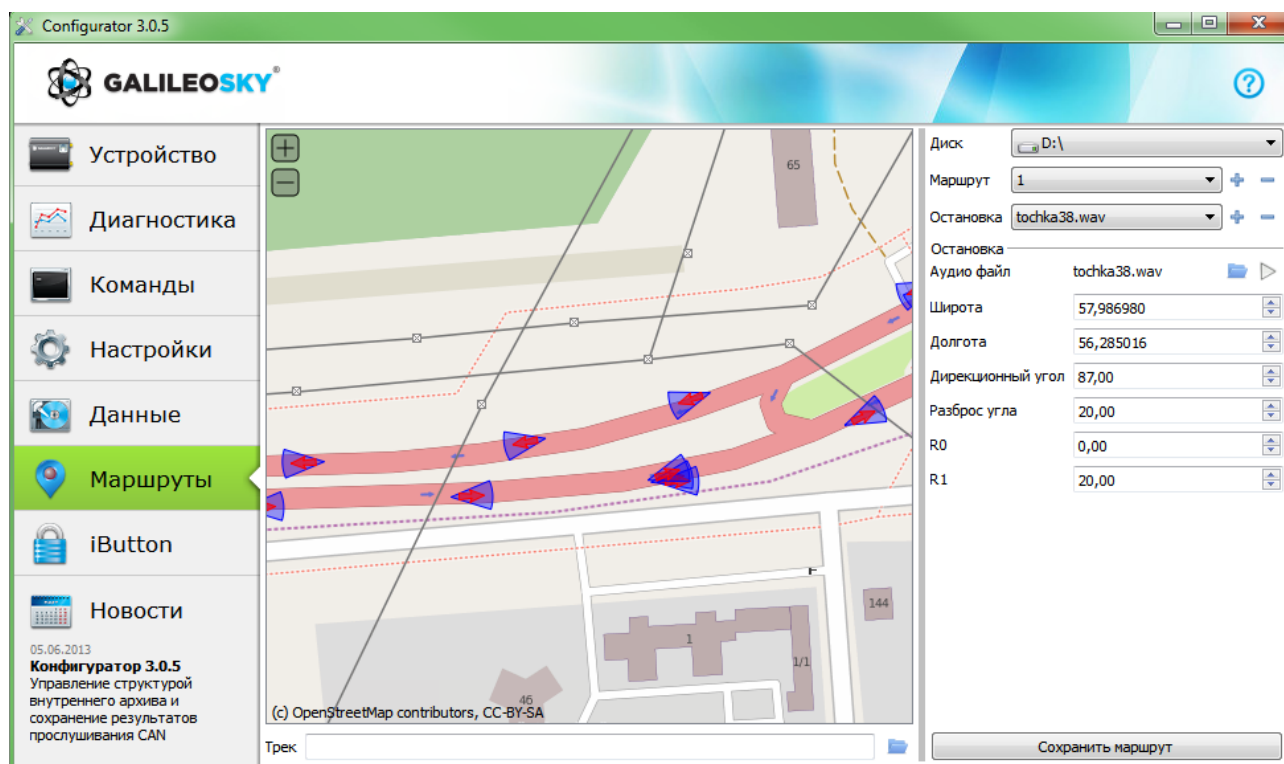 Configurator 3.0.5
GALILEOSKY®
Устройство
Диагностика
Команды
Настройки
Данные
Маршруты
iButton
Новости
05.06.2013
Конфигуратор 3.0.5
Управление структурой
внутреннего архива и
сохранение результатов
прослушивания CAN
65
144
1
1/1
46
(c) OpenStreetMap contributors, CC-BY-SA
Трек
Диск D:\
Маршрут 1
Остановка tochka38.wav
Остановка
Аудио файл tochka38.wav
Широта 57,986980
Долгота 56,285016
Дирекционный угол 87,00
Разброс угла 20,00
R0 0,00
R1 20,00
Сохранить маршрут